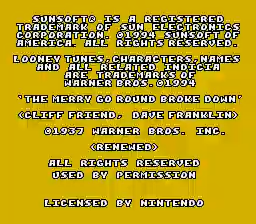 SUNSOFT® IS A REGISTERED
TRADEMARK OF SUN ELECTRONICS
CORPORATION. ©1994 SUNSOFT OF
AMERICA ALL RIGHTS RESERVED.
LOONEY TUNES, CHARACTERS, NAMES
AND ALL RELATED INDICIA
ARE TRADEMARKS OF
WARNER BROS. ©1994
'THE MERRY GO ROUND BROKE DOWN'
<CLIFF FRIEND, DAVE FRANKLIN>
©1937 WARNER BROS. INC.
<RENEWED>
ALL RIGHTS RESERVED
USED BY PERMISSION
LICENSED BY NINTENDO